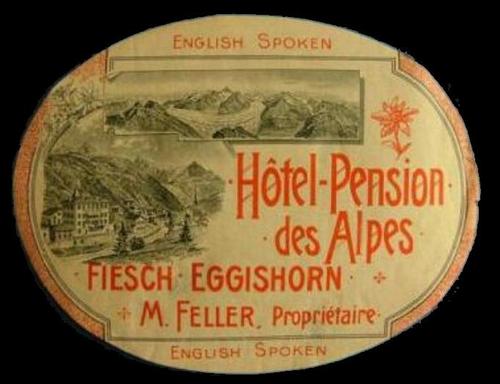 ENGLISH SPOKEN
Hôtel-Pension
des Alpes
FIESCH · EGGISHORN
M. FELLER, Propriétaire
ENGLISH SPOKEN